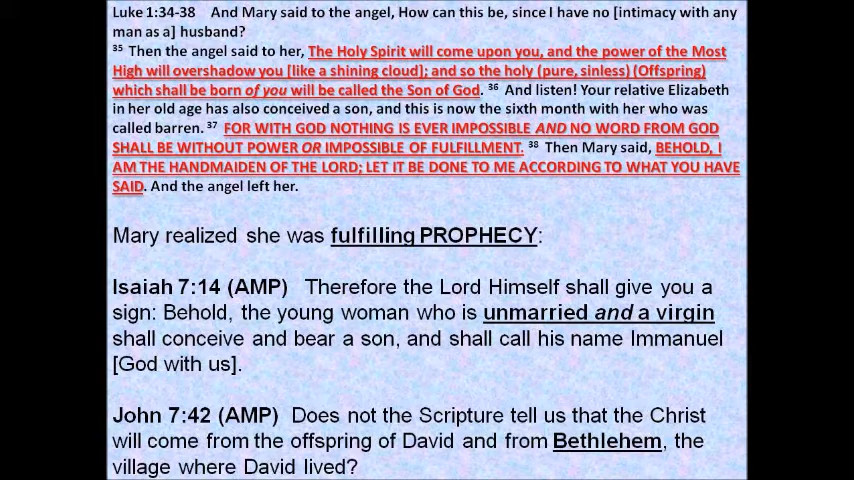 Luke 1:34-38 And Mary said to the angel, How can this be, since I have no [intimacy with any
man as a] husband?
35 Then the angel said to her, The Holy Spirit will come upon you, and the power of the Most
High will overshadow you [like a shining cloud]; and so the holy (pure, sinless) (Offspring)
which shall be born of you will be called the Son of God. 36 And listen! Your relative Elizabeth
in her old age has also conceived a son, and this is now the sixth month with her who was
called barren. 37 FOR WITH GOD NOTHING IS EVER IMPOSSIBLE AND NO WORD FROM GOD
SHALL BE WITHOUT POWER OR IMPOSSIBLE OF FULFILLMENT. 38 Then Mary said, BEHOLD, I
AM THE HANDMAIDEN OF THE LORD; LET IT BE DONE TO ME ACCORDING TO WHAT YOU HAVE
SAID. And the angel left her.
Mary realized she was fulfilling PROPHECY:
Isaiah 7:14 (AMP) Therefore the Lord Himself shall give you a
sign: Behold, the young woman who is unmarried and a virgin
shall conceive and bear a son, and shall call his name Immanuel
[God with us].
John 7:42 (AMP) Does not the Scripture tell us that the Christ
will come from the offspring of David and from Bethlehem, the
village where David lived?